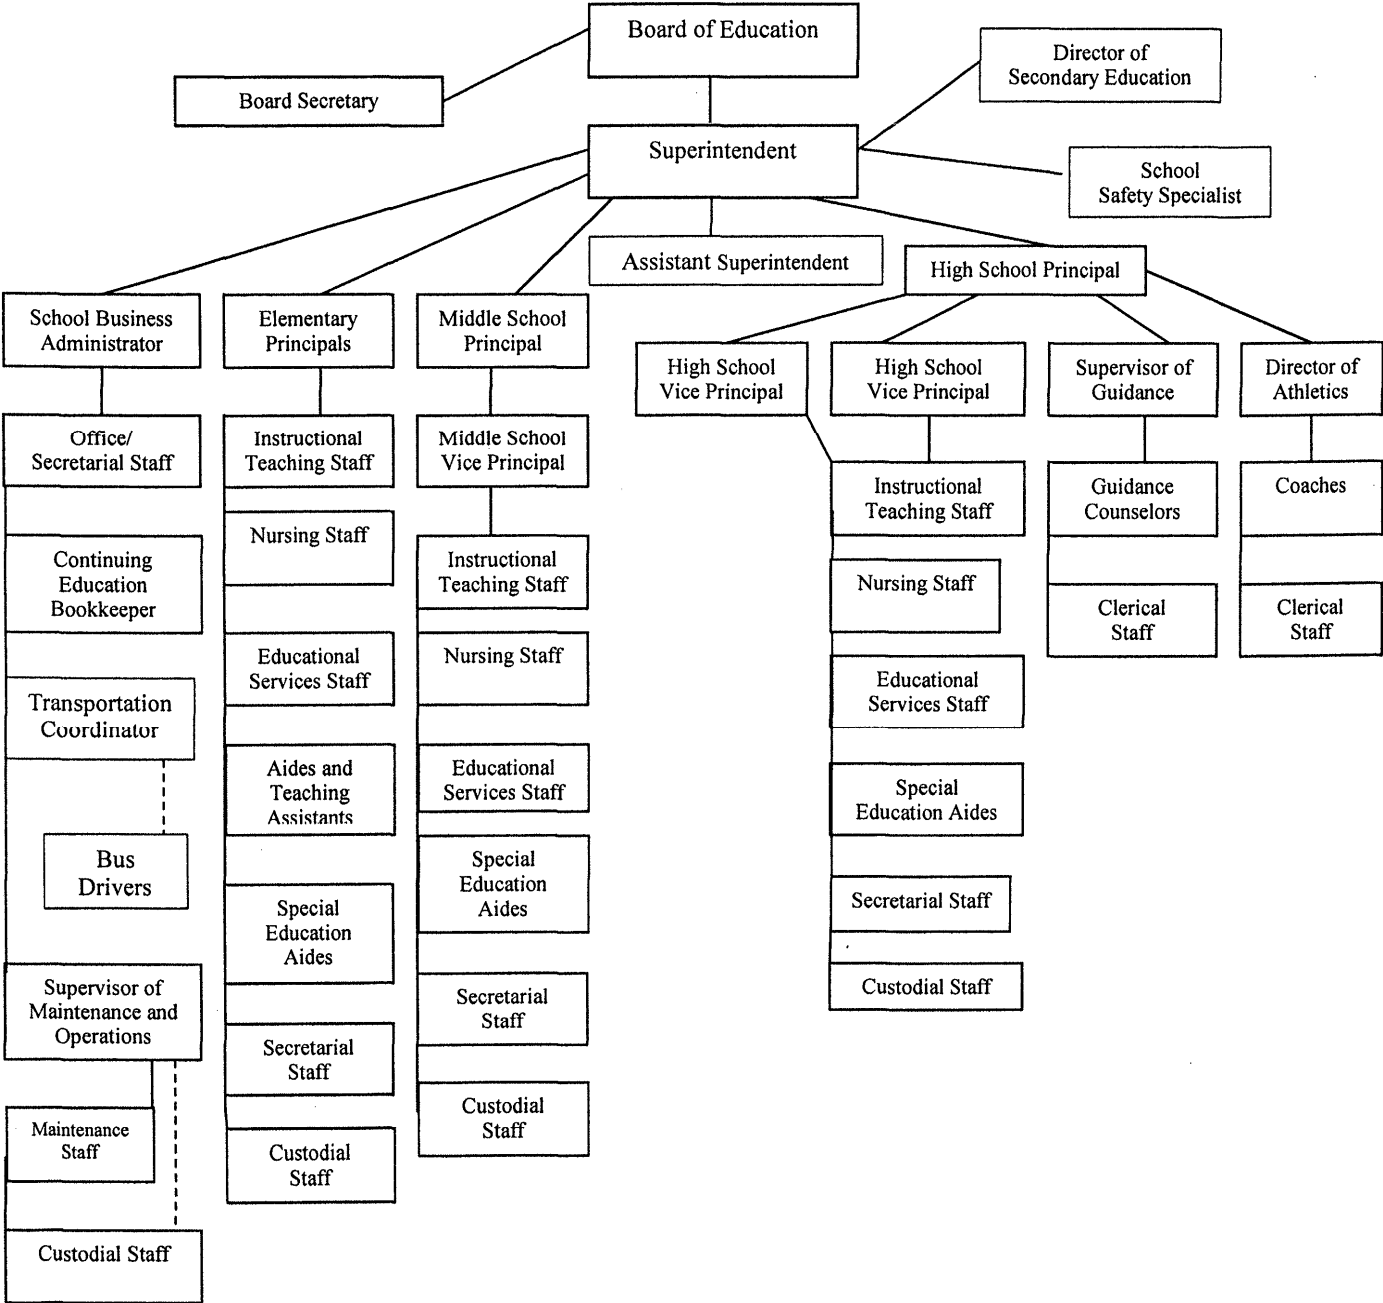 Board of Education
Director of
Secondary Education
Board Secretary
Superintendent
School
Safety Specialist
Assistant Superintendent
High School Principal
School Business
Administrator
Elementary
Principals
Middle School
Principal
High School
Vice Principal
High School
Vice Principal
Supervisor of
Guidance
Director of
Athletics
Office/
Secretarial Staff
Continuing
Education
Bookkeeper
Transportation
Coordinator
Bus
Drivers
Supervisor of
Maintenance and
Operations
Maintenance
Staff
Custodial Staff
Instructional
Teaching Staff
Nursing Staff
Educational
Services Staff
Aides and
Teaching
Assistants
Special
Education
Aides
Secretarial
Staff
Custodial
Staff
Middle School
Vice Principal
Instructional
Teaching Staff
Nursing Staff
Educational
Services Staff
Special
Education
Aides
Secretarial
Staff
Custodial
Staff
Instructional
Teaching Staff
Nursing Staff
Educational
Services Staff
Special
Education Aides
Secretarial Staff
Custodial Staff
Guidance
Counselors
Clerical
Staff
Coaches
Clerical
Staff